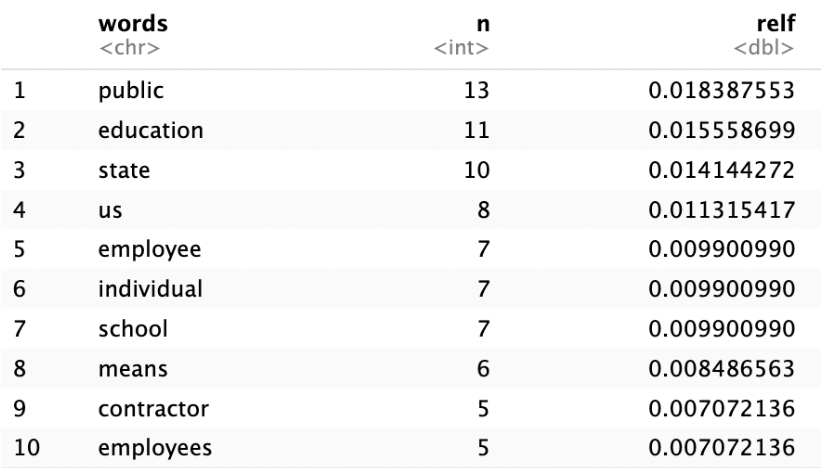 words n relf
<chr> <int> <dbl>
1 public 13 0.018387553
2 education 11 0.015558699
3 state 10 0.014144272
4 us 8 0.011315417
5 employee 7 0.009900990
6 individual 7 0.009900990
7 school 7 0.009900990
8 means 6 0.008486563
9 contractor 5 0.007072136
10 employees 5 0.007072136